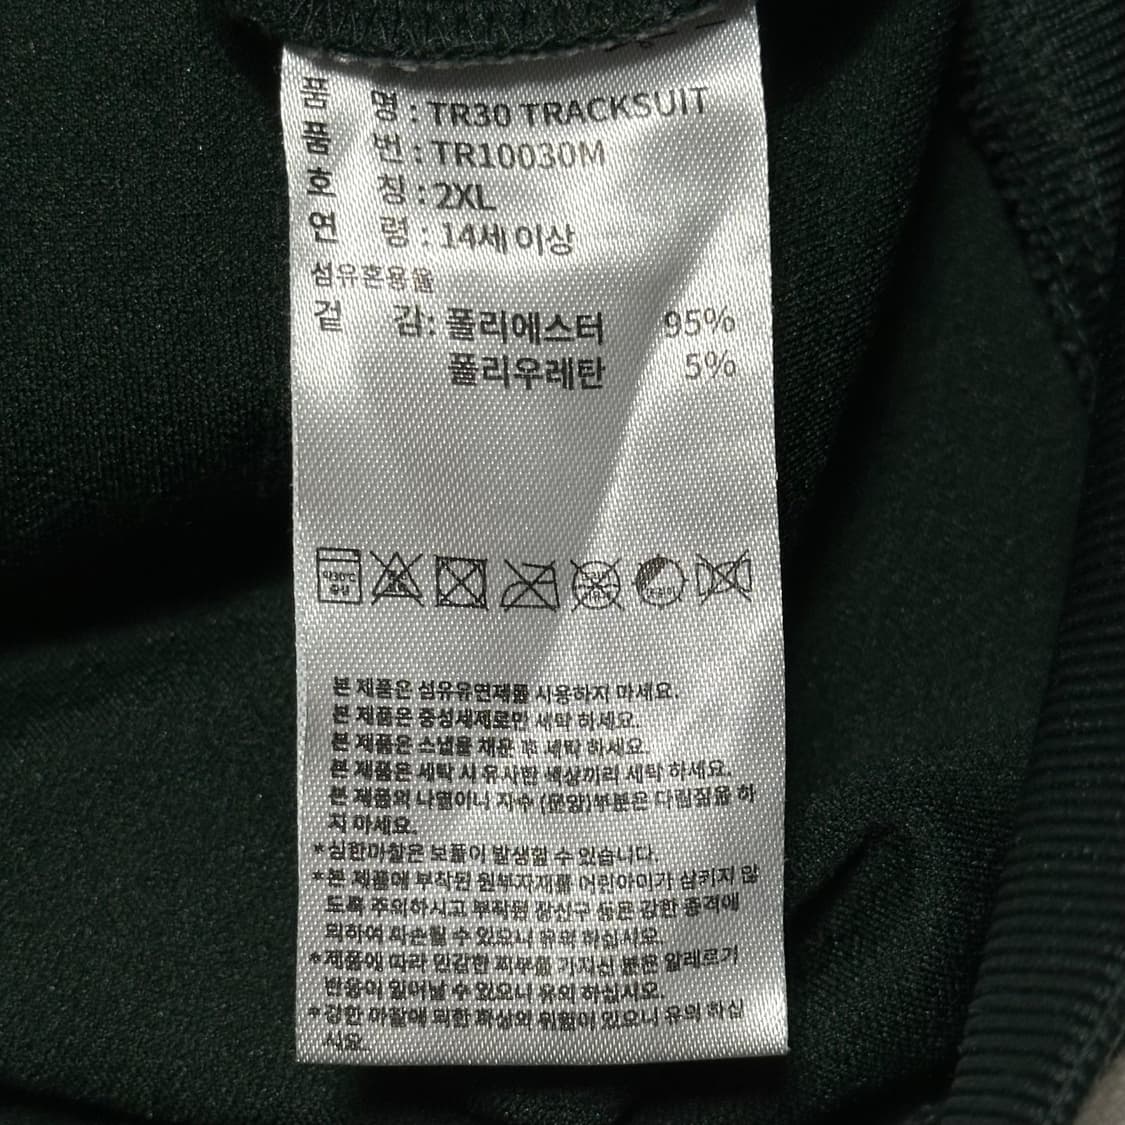 품 명 : TR30 TRACKSUIT
품 번 : TR10030M
호 칭 : 2XL
연 령 : 14세 이상
섬유혼용율
겉 감: 폴리에스터 95%
폴리우레탄 5%
약30℃
중성
본 제품은 섬유유연제를 사용하지 마세요.
본 제품은 중성세제로만 세탁 하세요.
본 제품은 스냅을 채운 후 세탁 하세요.
본 제품은 세탁 시 유사한 색상끼리 세탁 하세요.
본 제품의 나염이나 자수 (문양)부분은 다림질을 하
지 마세요.
*심한마찰은 보풀이 발생할 수 있습니다.
*본 제품에 부착된 원부자재를 어린아이가 삼키지 않
도록 주의하시고 부착된 장신구 등은 강한 충격에
의하여 파손될 수 있으니 유의 하십시오.
*제품에 따라 민감한 피부를 가지신 분은 알레르기
반응이 일어날 수 있으니 유의 하십시오.
*강한 마찰에 의한 화상의 위험이 있으니 유의 하십
시오.